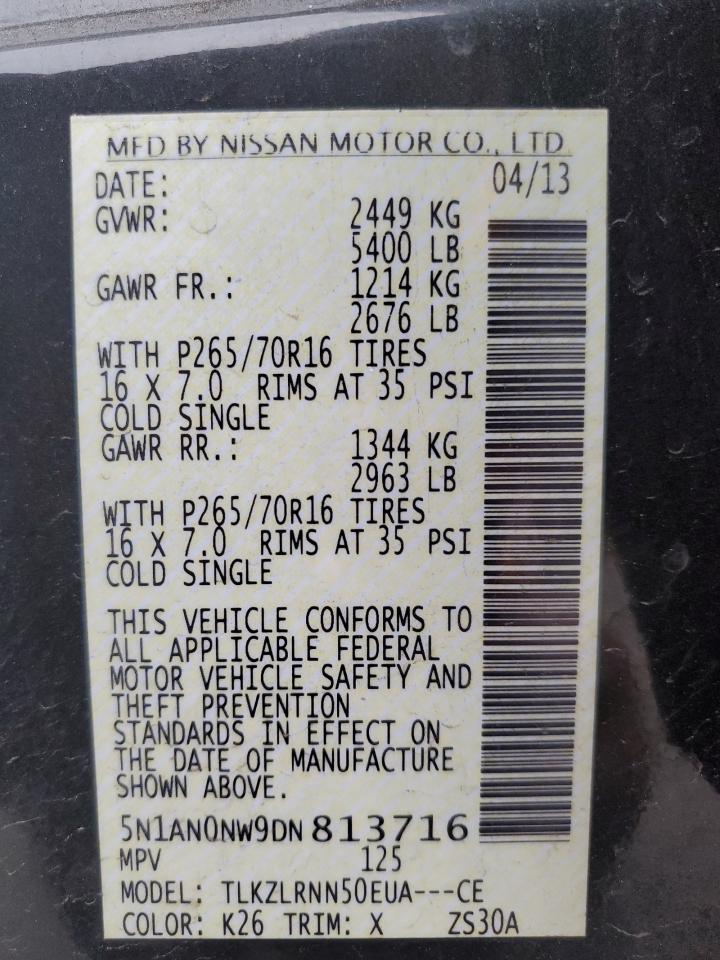 MFD BY NISSAN MOTOR CO., LTD
DATE: 04/13
GVWR: 2449 KG
5400 LB
GAWR FR.: 1214 KG
2676 LB
WITH P265/70R16 TIRES
16 X 7.0 RIMS AT 35 PSI
COLD SINGLE
GAWR RR.: 1344 KG
2963 LB
WITH P265/70R16 TIRES
16 X 7.0 RIMS AT 35 PSI
COLD SINGLE
THIS VEHICLE CONFORMS TO
ALL APPLICABLE FEDERAL
MOTOR VEHICLE SAFETY AND
THEFT PREVENTION
STANDARDS IN EFFECT ON
THE DATE OF MANUFACTURE
SHOWN ABOVE.
5N1AN0NW9DN 813716
MPV 125
MODEL: TLKZLRNN50EUA---CE
COLOR: K26 TRIM: X ZS30A